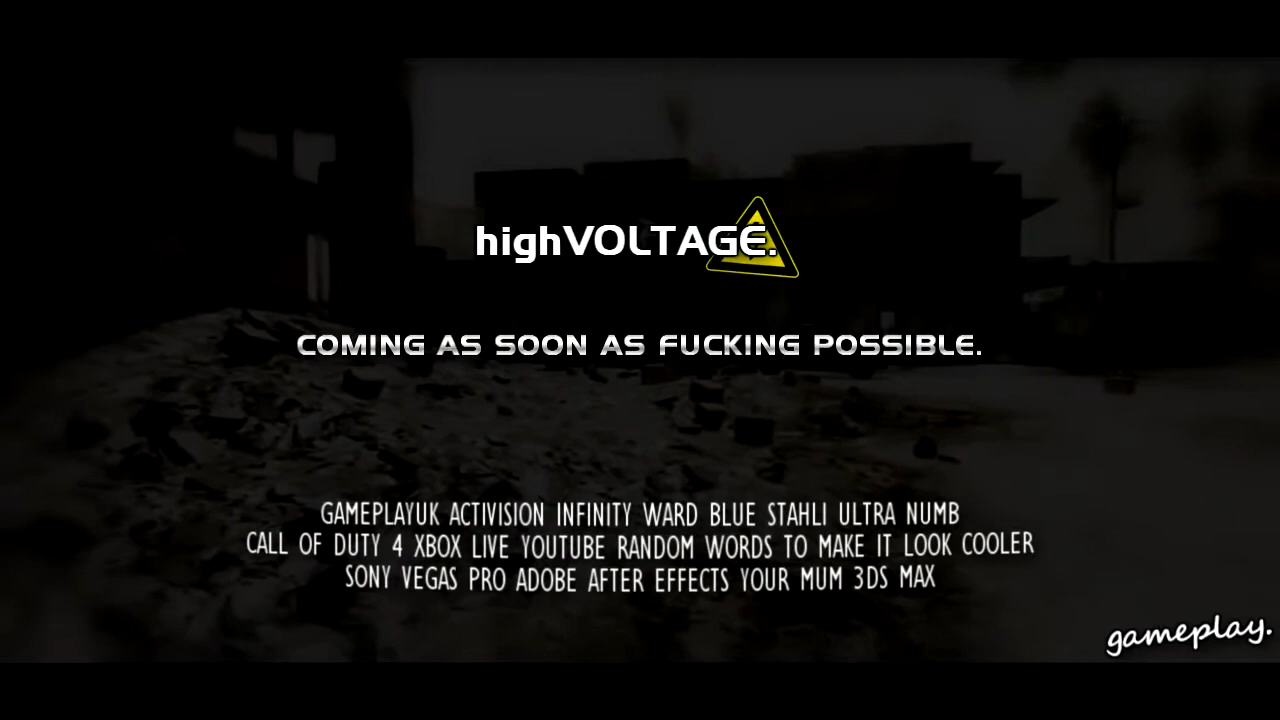 highVOLTAGE.
COMING AS SOON AS FUCKING POSSIBLE.
GAMEPLAYUK ACTIVISION INFINITY WARD BLUE STAHLI ULTRA NUMB
CALL OF DUTY 4 XBOX LIVE YOUTUBE RANDOM WORDS TO MAKE IT LOOK COOLER
SONY VEGAS PRO ADOBE AFTER EFFECTS YOUR MUM 3DS MAX
gameplay.